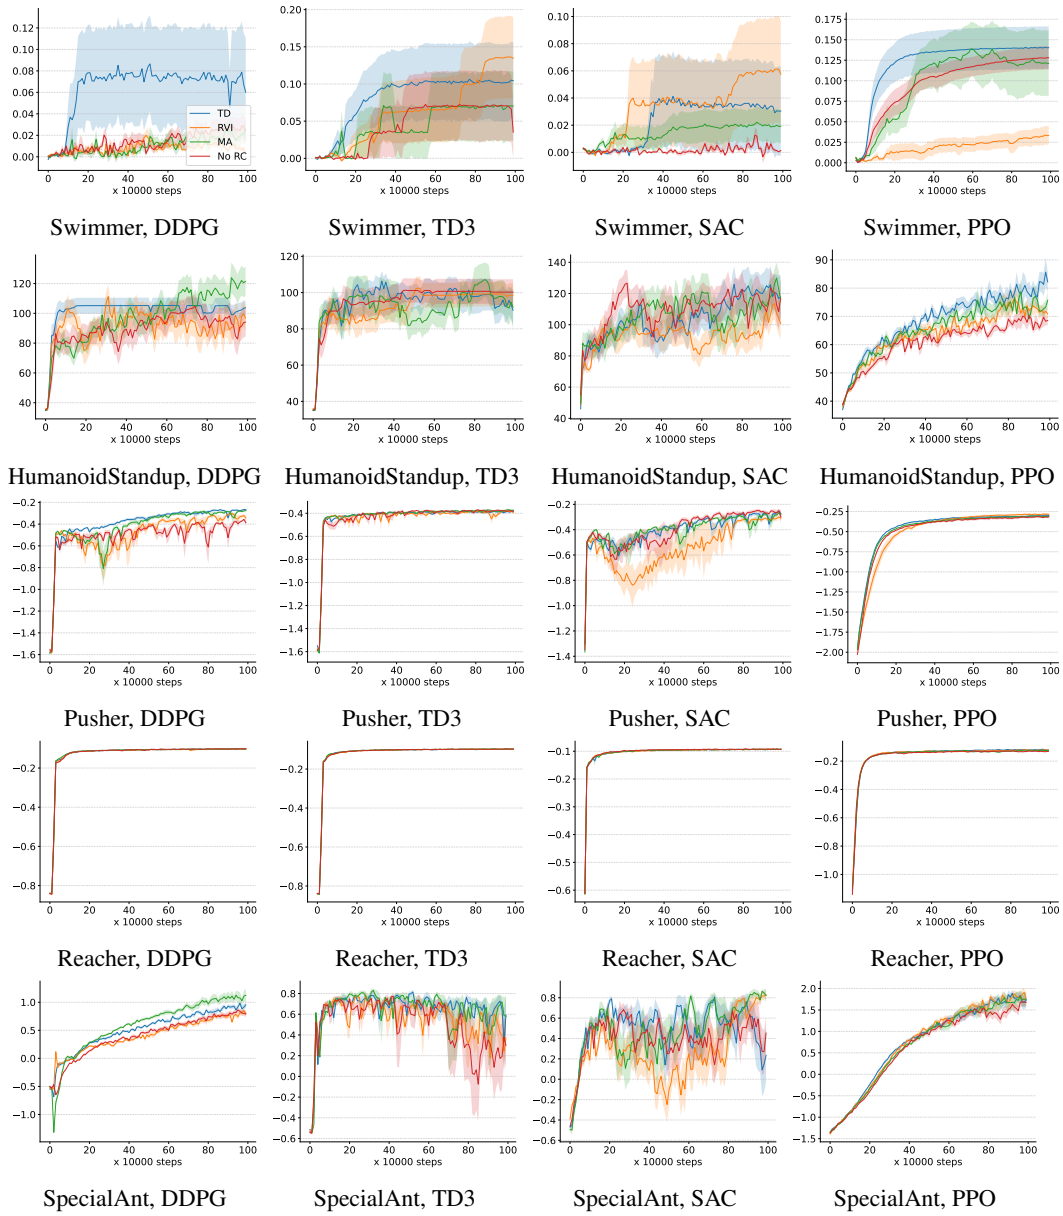 0.12
0.10
0.08
0.06
0.04
0.02
0.00
TD
RVI
MA
No RC
0 20 40 60 80 100
x 10000 steps
0.20
0.15
0.10
0.05
0.00
0 20 40 60 80 100
x 10000 steps
0.10
0.08
0.06
0.04
0.02
0.00
0 20 40 60 80 100
x 10000 steps
0.175
0.150
0.125
0.100
0.075
0.050
0.025
0.000
0 20 40 60 80 100
x 10000 steps
Swimmer, DDPG Swimmer, TD3 Swimmer, SAC Swimmer, PPO
120
100
80
60
40
0 20 40 60 80 100
x 10000 steps
120
100
80
60
40
0 20 40 60 80 100
x 10000 steps
140
120
100
80
60
40
0 20 40 60 80 100
x 10000 steps
90
80
70
60
50
40
0 20 40 60 80 100
x 10000 steps
HumanoidStandup, DDPG HumanoidStandup, TD3 HumanoidStandup, SAC HumanoidStandup, PPO
−0.2
−0.4
−0.6
−0.8
−1.0
−1.2
−1.4
−1.6
0 20 40 60 80 100
x 10000 steps
−0.4
−0.6
−0.8
−1.0
−1.2
−1.4
−1.6
0 20 40 60 80 100
x 10000 steps
−0.2
−0.4
−0.6
−0.8
−1.0
−1.2
−1.4
0 20 40 60 80 100
x 10000 steps
−0.25
−0.50
−0.75
−1.00
−1.25
−1.50
−1.75
−2.00
0 20 40 60 80 100
x 10000 steps
Pusher, DDPG Pusher, TD3 Pusher, SAC Pusher, PPO
−0.2
−0.4
−0.6
−0.8
0 20 40 60 80 100
x 10000 steps
−0.2
−0.4
−0.6
−0.8
0 20 40 60 80 100
x 10000 steps
−0.1
−0.2
−0.3
−0.4
−0.5
−0.6
0 20 40 60 80 100
x 10000 steps
−0.2
−0.4
−0.6
−0.8
−1.0
0 20 40 60 80 100
x 10000 steps
Reacher, DDPG Reacher, TD3 Reacher, SAC Reacher, PPO
1.0
0.5
0.0
−0.5
−1.0
0 20 40 60 80 100
x 10000 steps
0.8
0.6
0.4
0.2
0.0
−0.2
−0.4
−0.6
0 20 40 60 80 100
x 10000 steps
0.8
0.6
0.4
0.2
0.0
−0.2
−0.4
−0.6
0 20 40 60 80 100
x 10000 steps
2.0
1.5
1.0
0.5
0.0
−0.5
−1.0
−1.5
0 20 40 60 80 100
x 10000 steps
SpecialAnt, DDPG SpecialAnt, TD3 SpecialAnt, SAC SpecialAnt, PPO